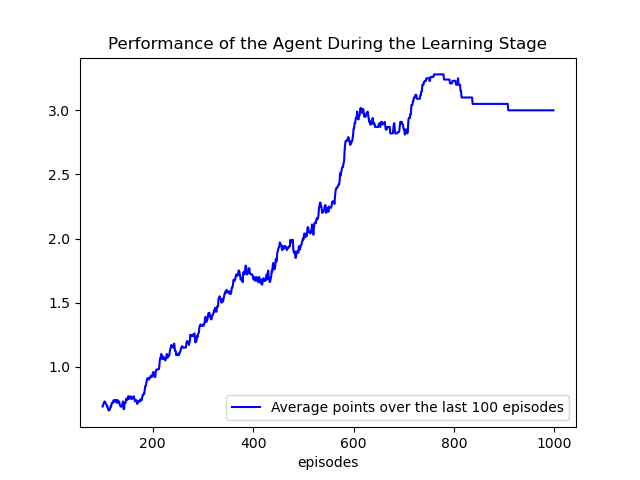 Performance of the Agent During the Learning Stage
3.0
2.5
2.0
1.5
1.0
Average points over the last 100 episodes
200 400 600 800 1000
episodes